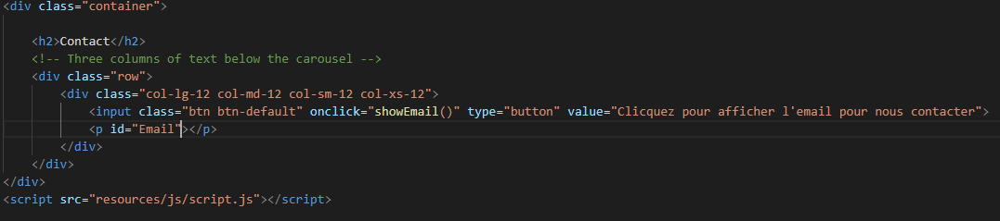 <div class="container">
<h2>Contact</h2>
<!-- Three columns of text below the carousel -->
<div class="row">
<div class="col-lg-12 col-md-12 col-sm-12 col-xs-12">
<input class="btn btn-default" onclick="showEmail()" type="button" value="Clicquez pour afficher l'email pour nous contacter">
<p id="Email"></p>
</div>
</div>
</div>
<script src="resources/js/script.js"></script>